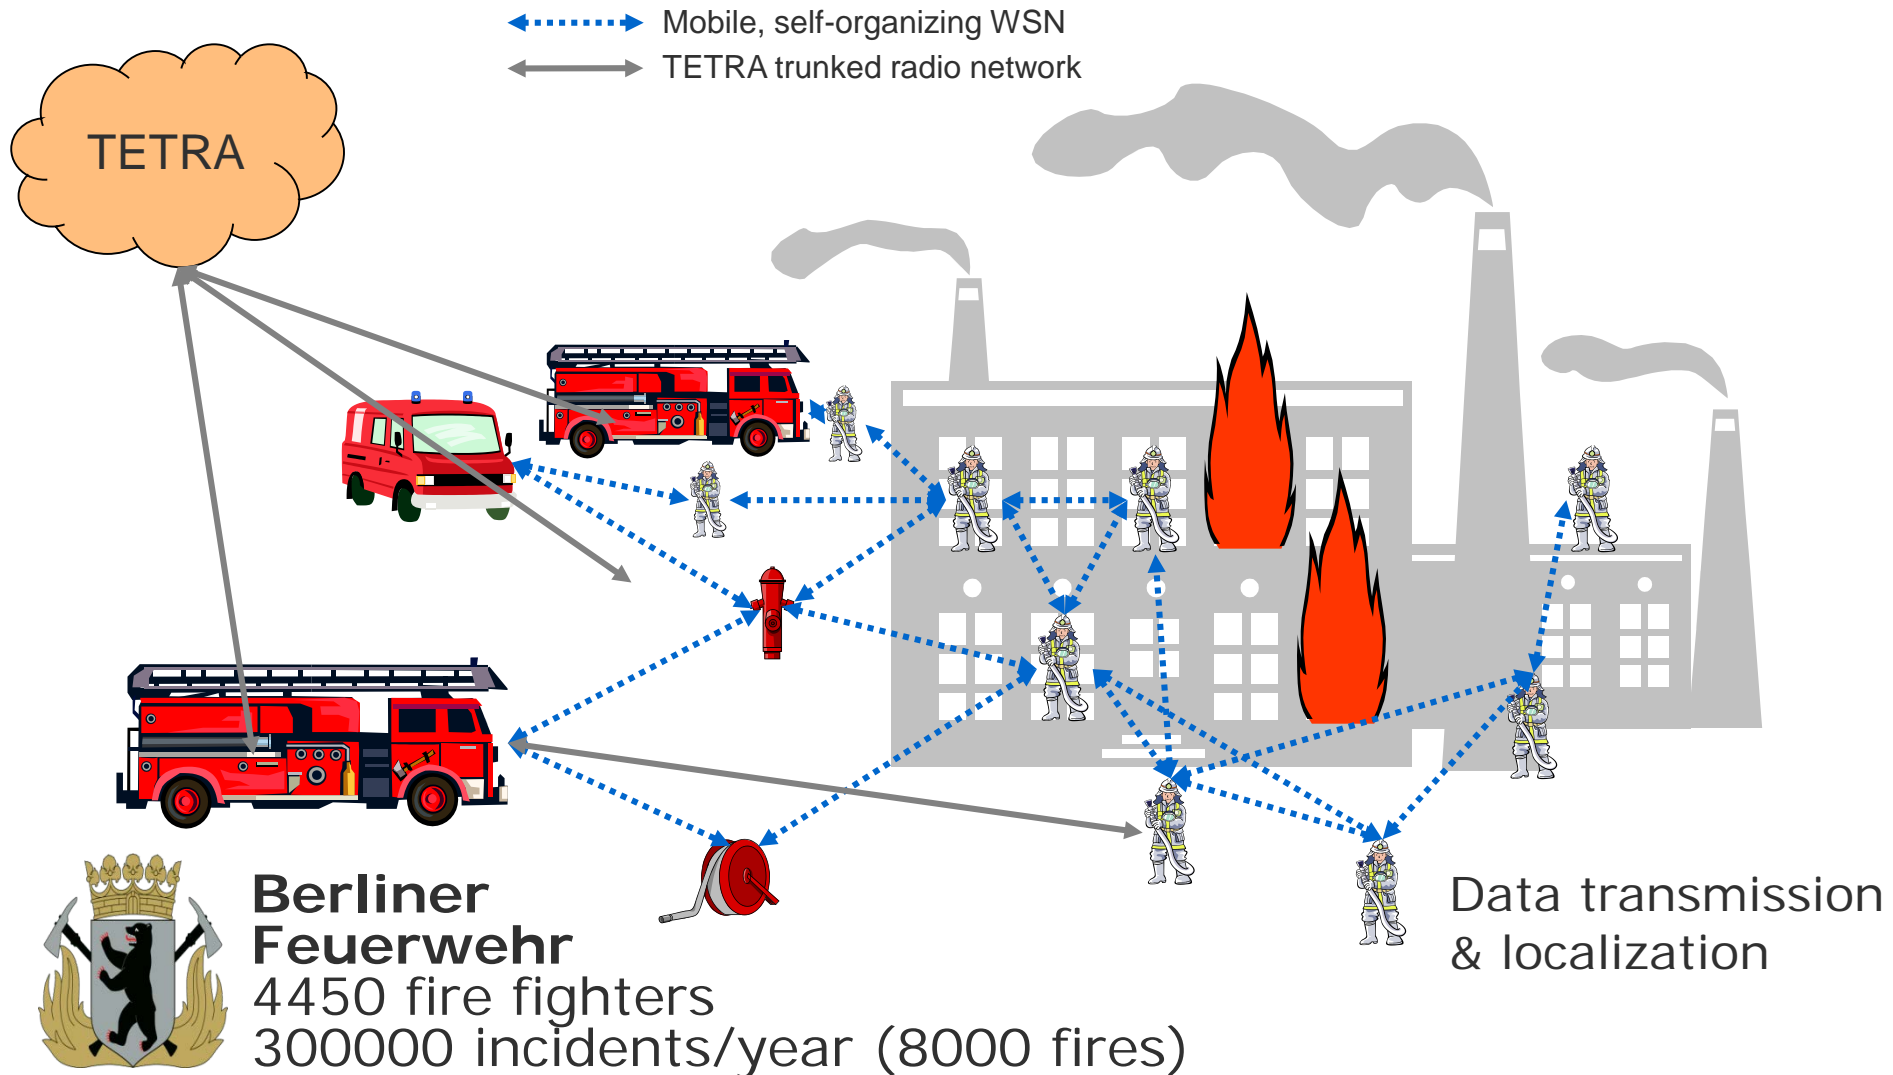 Mobile, self-organizing WSN
TETRA trunked radio network
TETRA
Berliner
Feuerwehr
4450 fire fighters
300000 incidents/year (8000 fires)
Data transmission
& localization